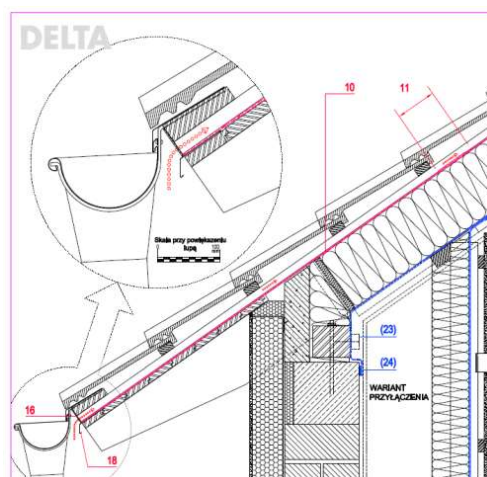 DELTA
10
11
Skala przy powiększeniu
lupą
16
18
(23)
(24)
WARIANT
PRZYŁĄCZENIA